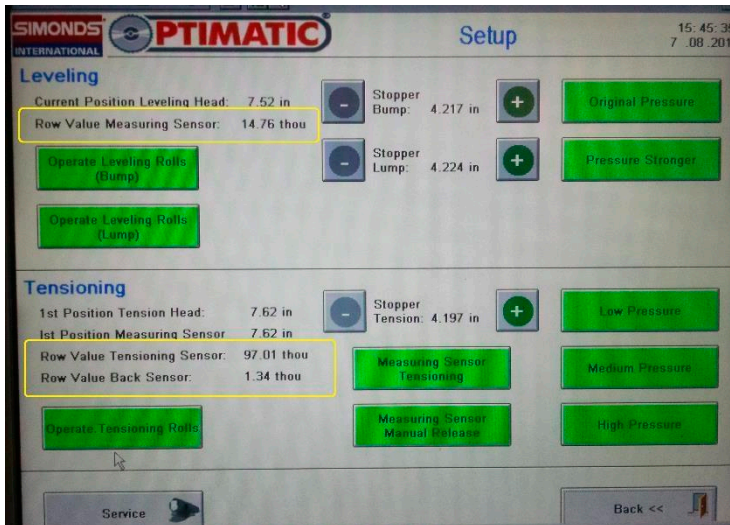 SIMONDS
INTERNATIONAL
PTIMATIC
Setup
15:45:3
7 .08.201
Leveling
Current Position Leveling Head: 7.52 in
Row Value Measuring Sensor: 14.76 thou
Stopper
Bump: 4.217 in
- +
Original Pressure
Stopper
Lump: 4.224 in
- +
Pressure Stronger
Operate Leveling Rolls
(Bump)
Operate Leveling Rolls
(Lump)
Tensioning
1st Position Tension Head: 7.62 in
Ist Position Measuring Sensor 7.62 in
Row Value Tensioning Sensor: 97.01 thou
Row Value Back Sensor: 1.34 thou
Stopper
Tension: 4.197 in
- +
Low Pressure
Measuring Sensor
Tensioning
Medium Pressure
Operate Tensioning Rolls
Measuring Sensor
Manual Release
High Pressure
Service
Back <<